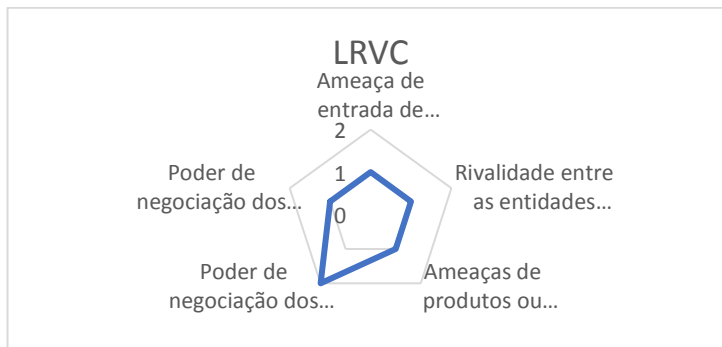 LRVC
Ameaça de
entrada de...
2
1
0
Rivalidade entre
as entidades...
Ameaças de
produtos ou...
Poder de
negociação dos...
Poder de
negociação dos...